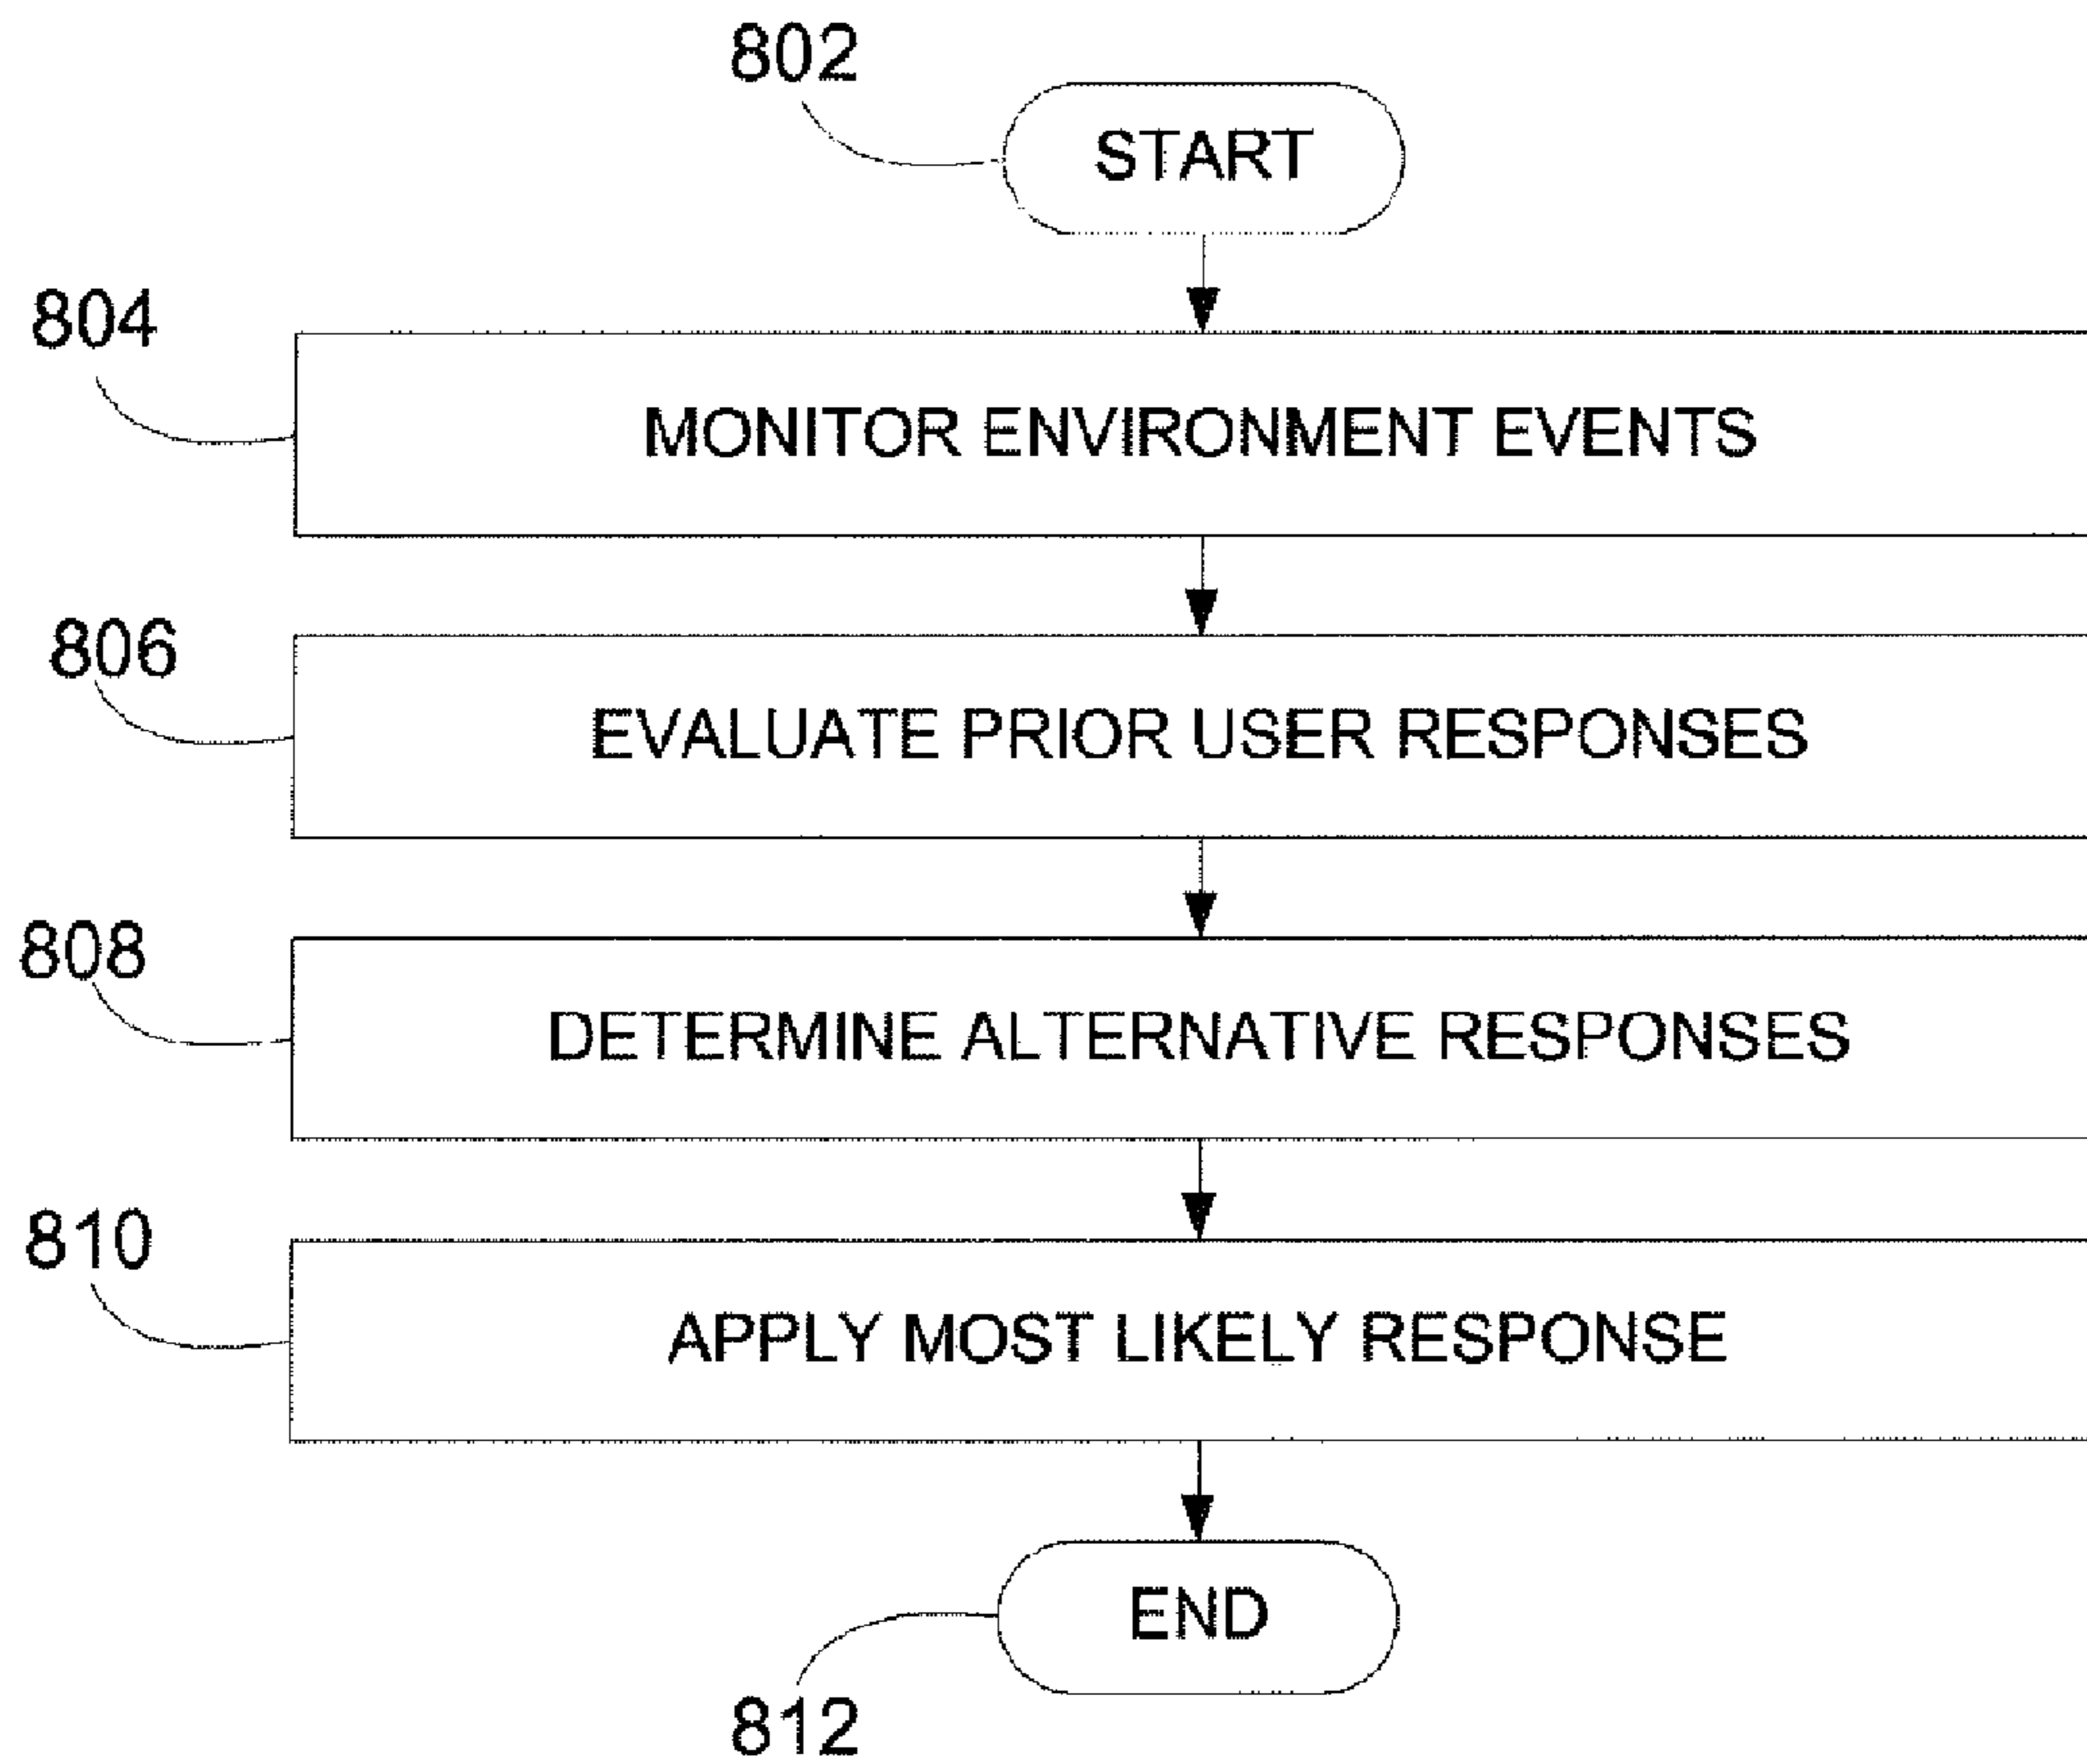 802
START
804
MONITOR ENVIRONMENT EVENTS
806
EVALUATE PRIOR USER RESPONSES
808
DETERMINE ALTERNATIVE RESPONSES
810
APPLY MOST LIKELY RESPONSE
END
812